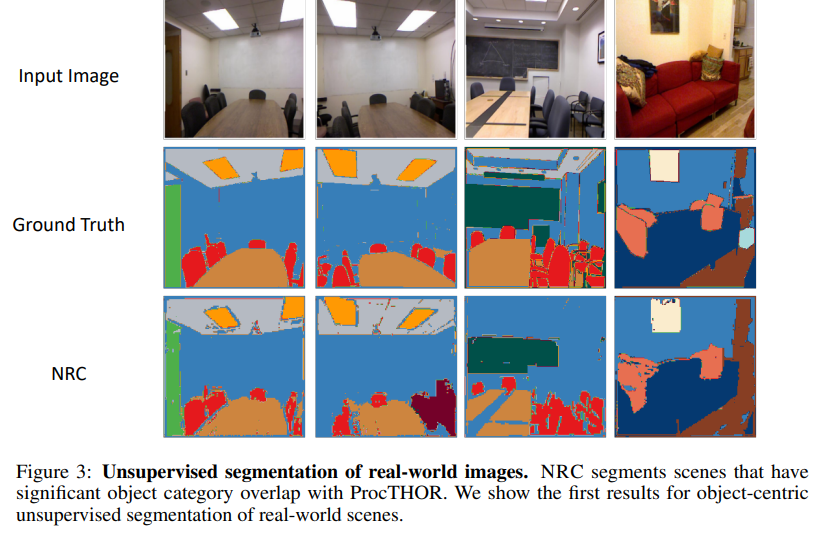 Input Image
Ground Truth
NRC
Figure 3: Unsupervised segmentation of real-world images. NRC segments scenes that have
significant object category overlap with ProcTHOR. We show the first results for object-centric
unsupervised segmentation of real-world scenes.